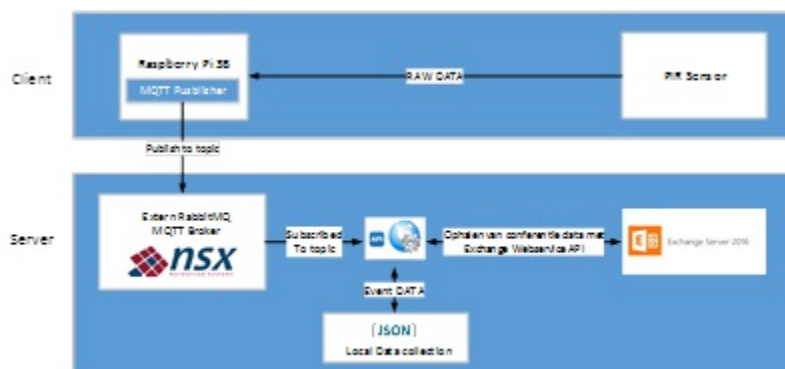 Client
Raspberry Pi 3B
MQTT Pusblisher
RAW DATA
PIR Sensor
Publish to topic
Server
Extern RabbitMQ
MQTT Broker
nsx
Subscribed
To topic
API
Ophalen van conferentie data met
Exchange Webservice API
Exchange Server 2016
Event DATA
{JSON}
Local Data collection